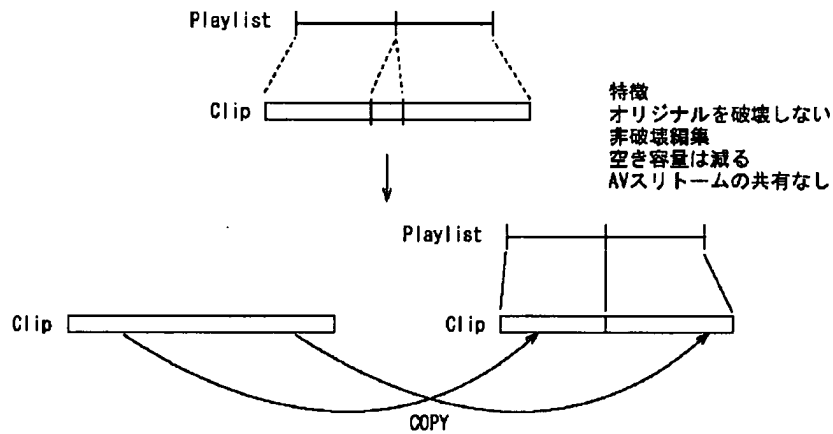 Playlist
Clip
特徴
オリジナルを破壊しない
非破壊編集
空き容量は減る
AVスリトームの共有なし
Playlist
Clip
Clip
COPY